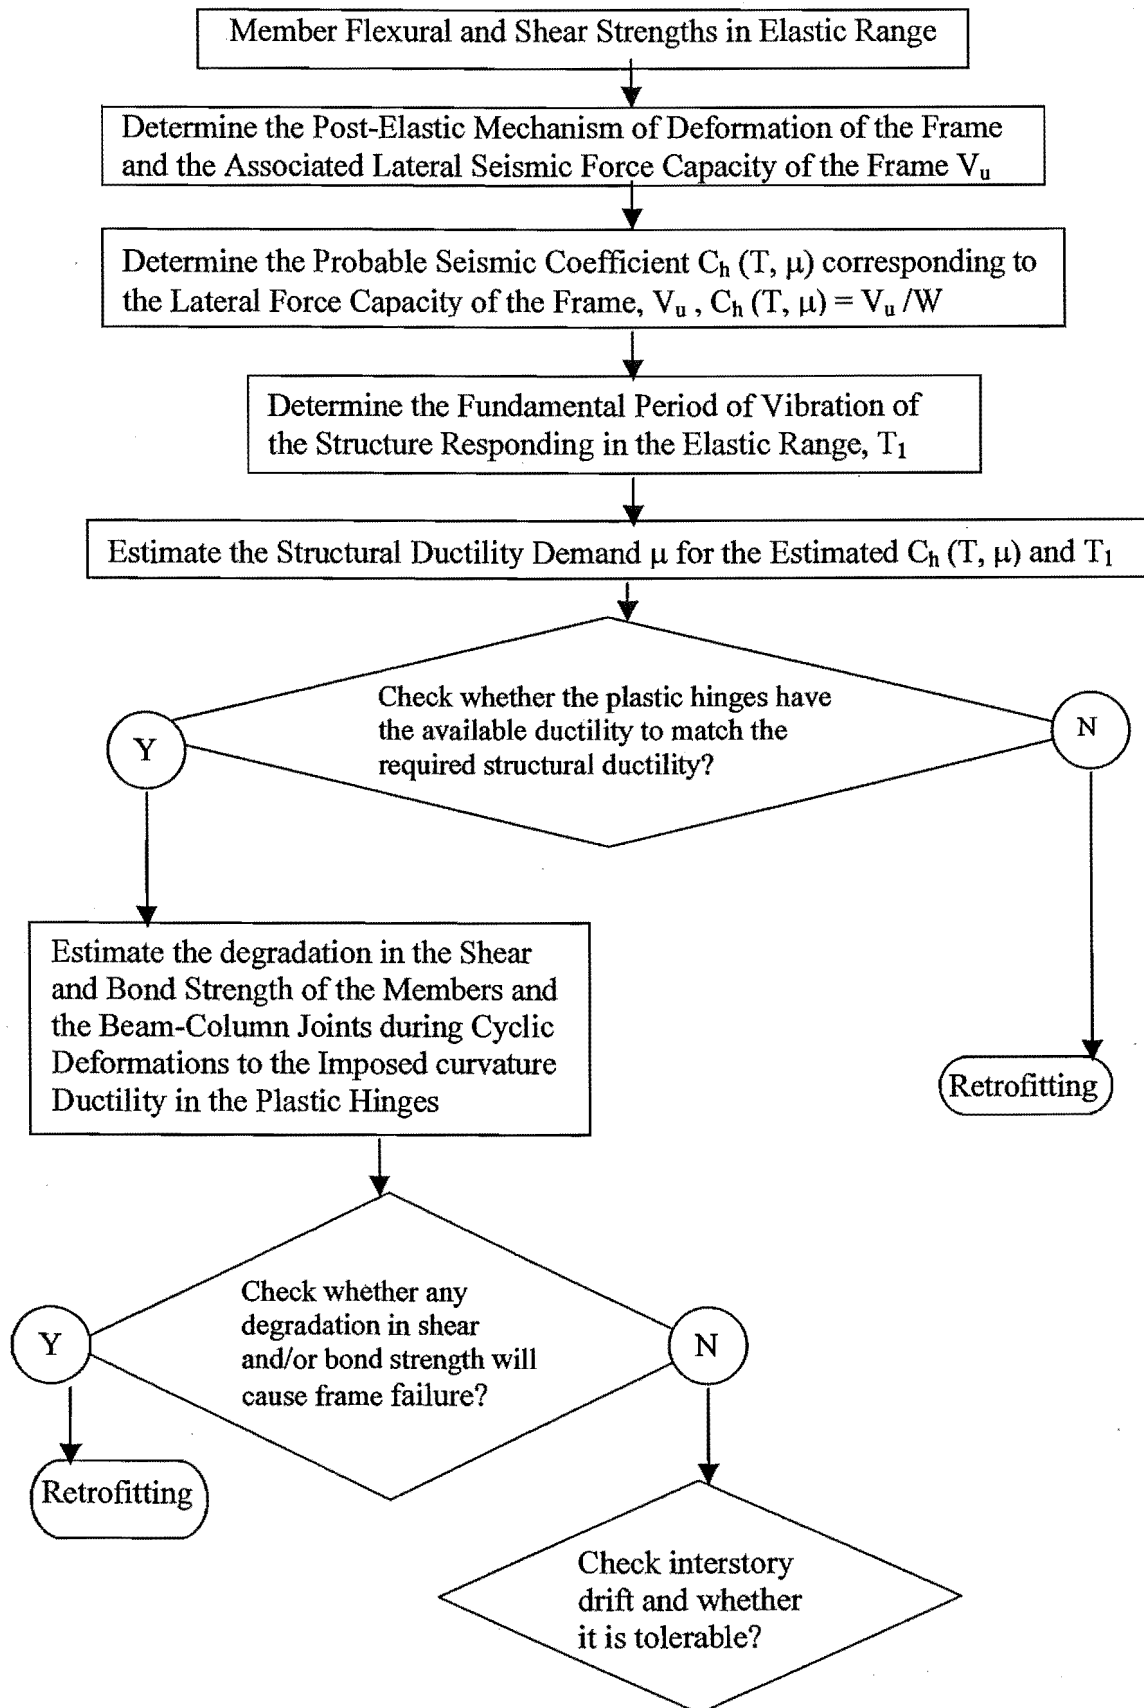 Member Flexural and Shear Strengths in Elastic Range
Determine the Post-Elastic Mechanism of Deformation of the Frame
and the Associated Lateral Seismic Force Capacity of the Frame Vu
Determine the Probable Seismic Coefficient Ch (T, μ) corresponding to
the Lateral Force Capacity of the Frame, Vu , Ch (T, μ) = Vu /W
Determine the Fundamental Period of Vibration of
the Structure Responding in the Elastic Range, T1
Estimate the Structural Ductility Demand μ for the Estimated Ch (T, μ) and T1
Check whether the plastic hinges have
the available ductility to match the
required structural ductility?
Y
N
Estimate the degradation in the Shear
and Bond Strength of the Members and
the Beam-Column Joints during Cyclic
Deformations to the Imposed curvature
Ductility in the Plastic Hinges
Retrofitting
Check whether any
degradation in shear
and/or bond strength will
cause frame failure?
Y
N
Retrofitting
Check interstory
drift and whether
it is tolerable?